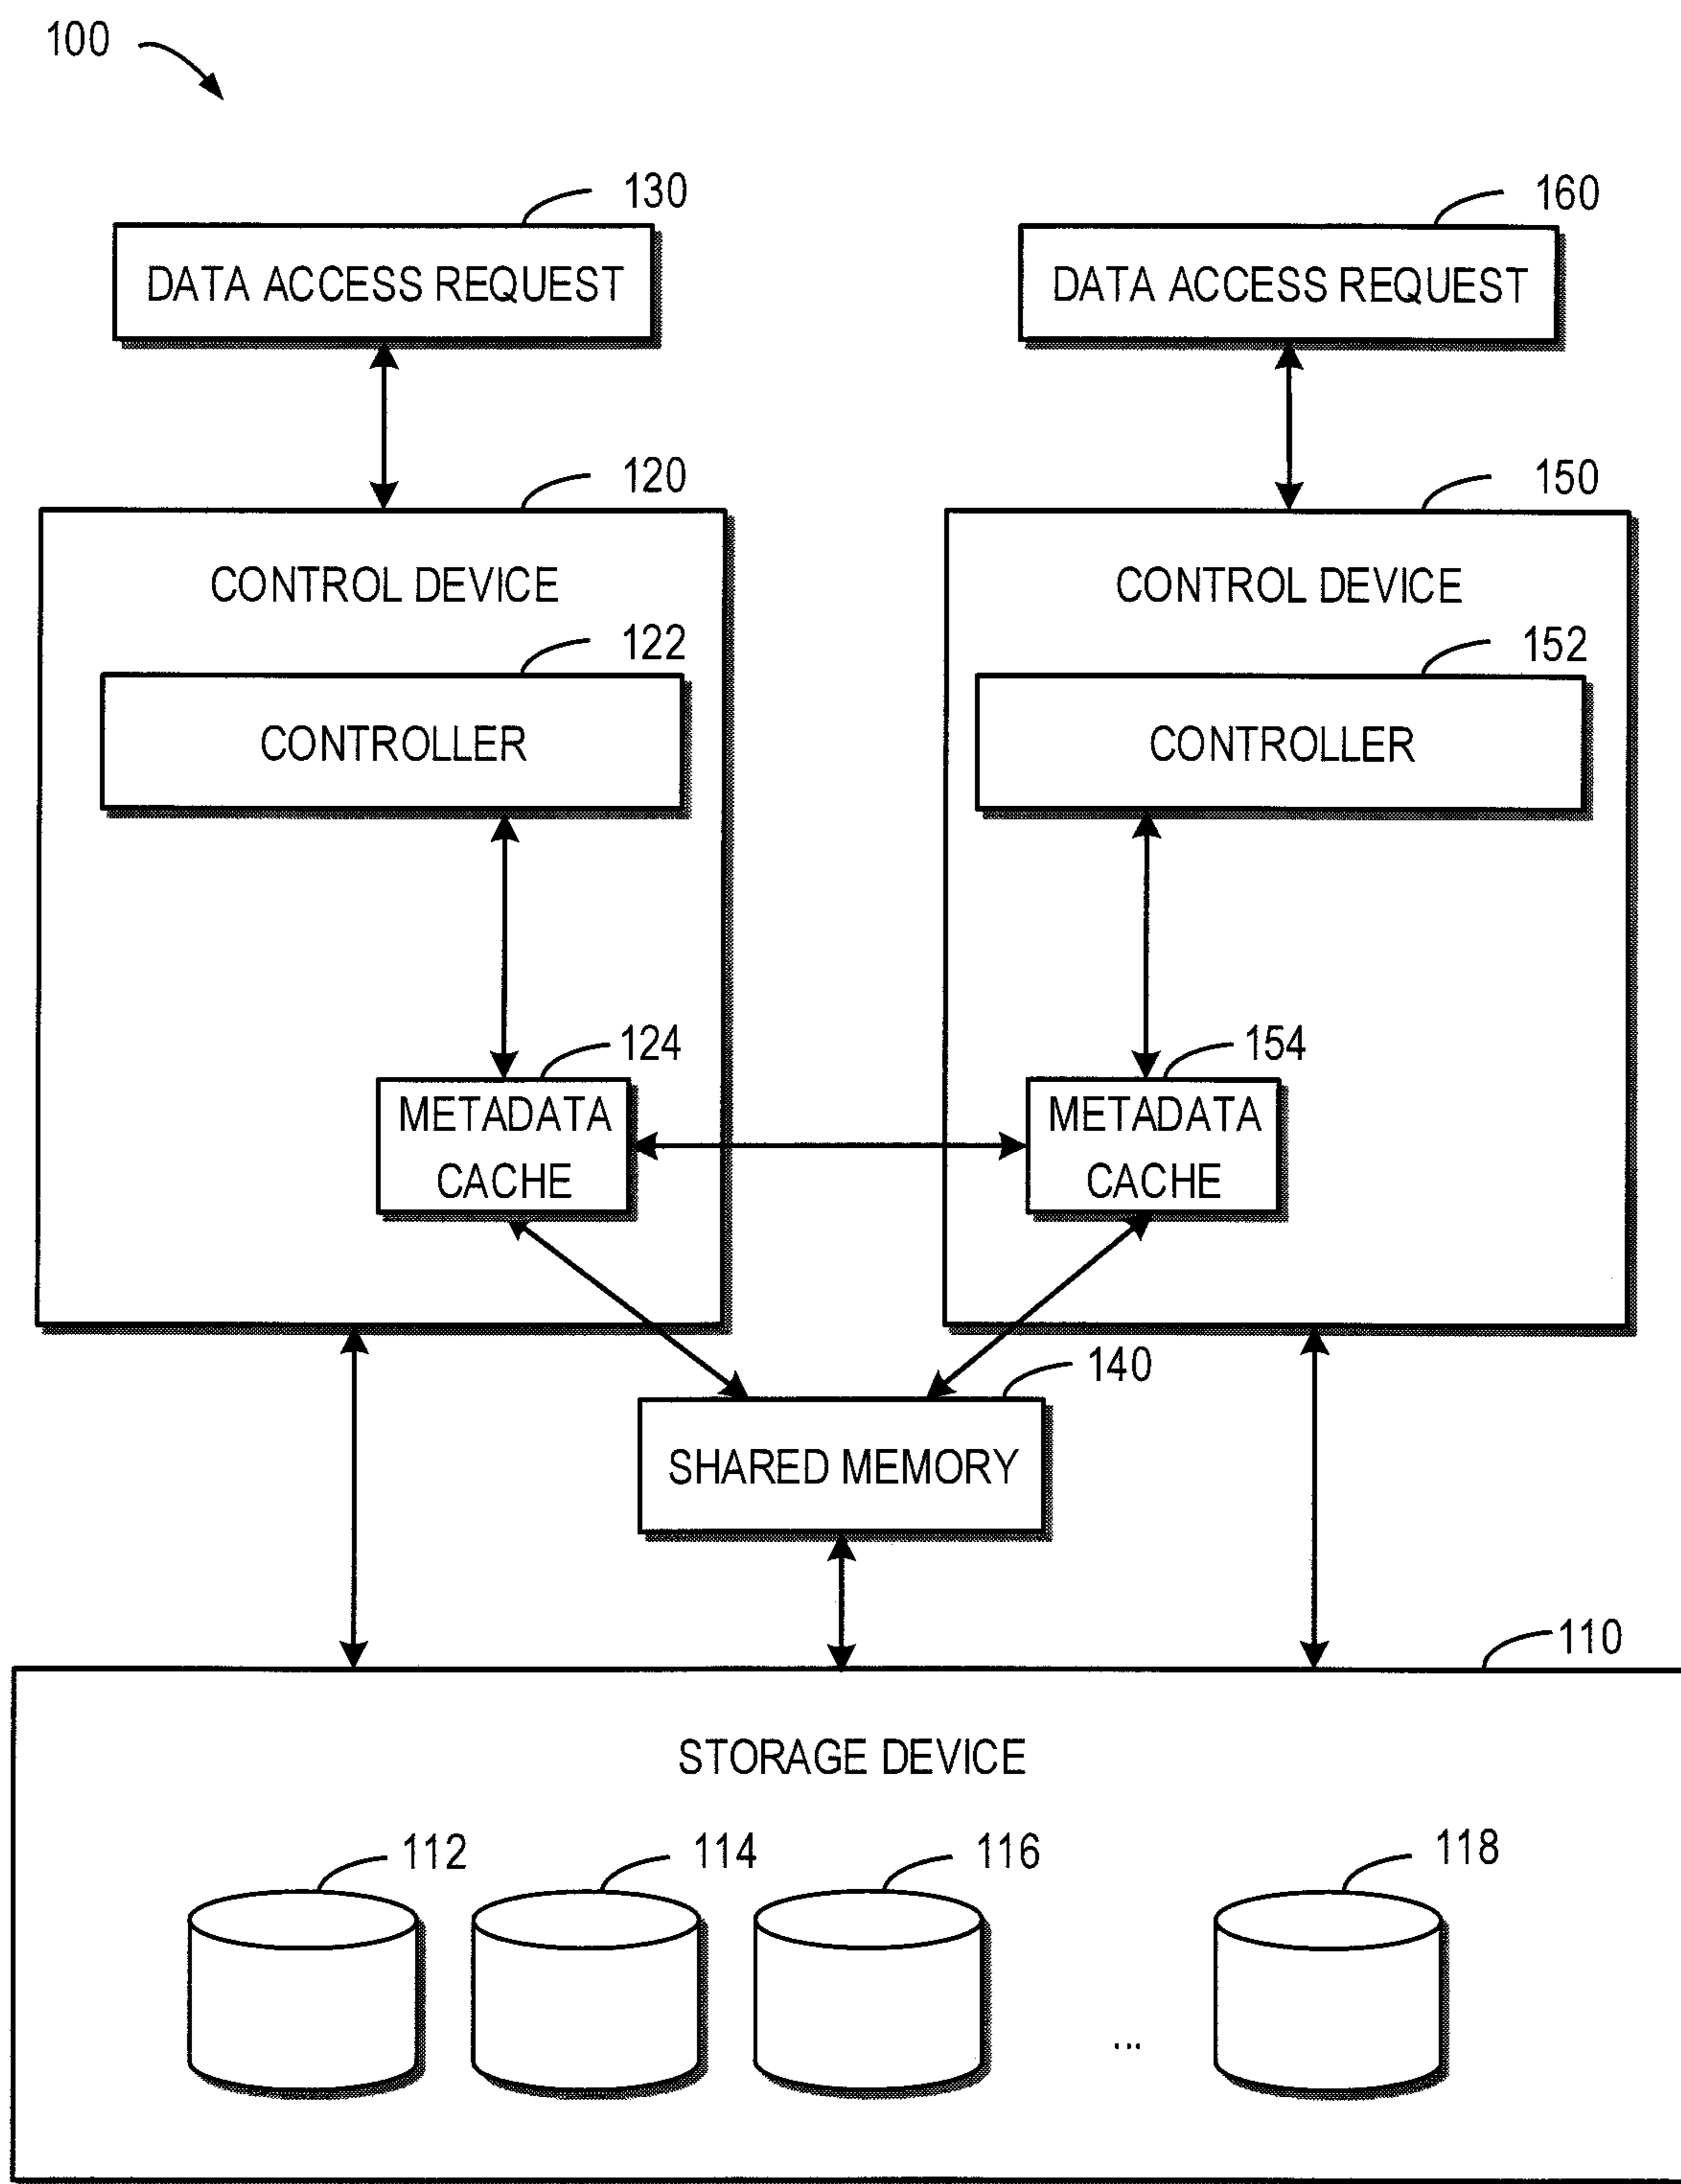 100
130
160
DATA ACCESS REQUEST
DATA ACCESS REQUEST
120
150
CONTROL DEVICE
CONTROL DEVICE
122
152
CONTROLLER
CONTROLLER
124
154
METADATA
CACHE
METADATA
CACHE
140
SHARED MEMORY
110
STORAGE DEVICE
112
114
116
118
...